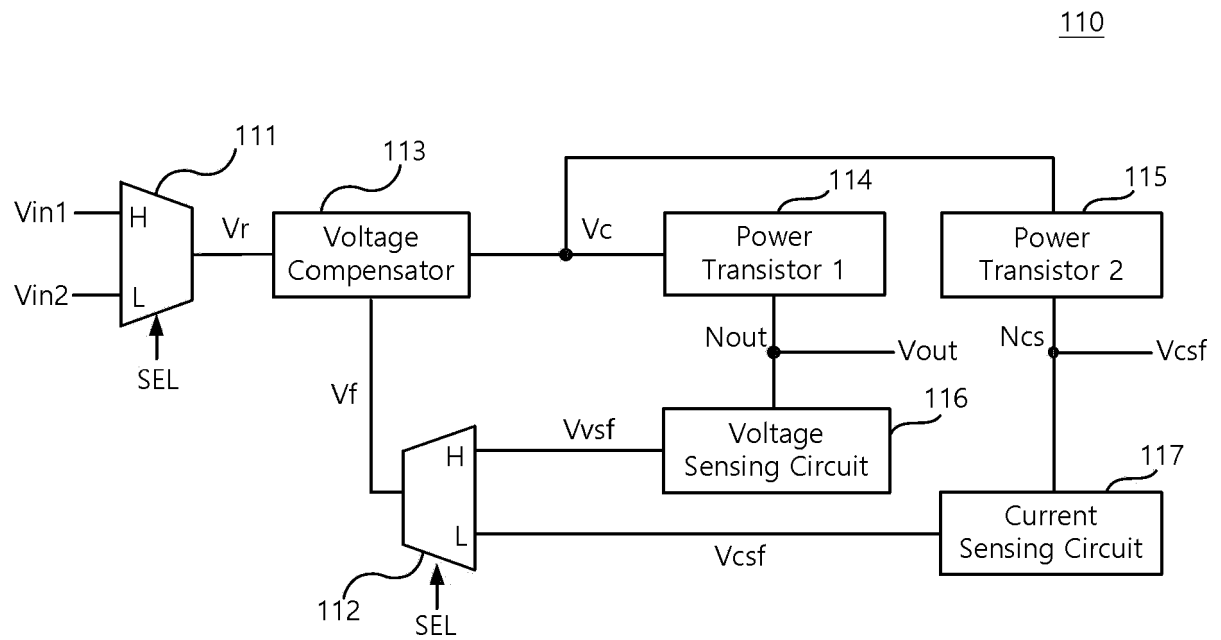 110
111
113
114
115
Vin1
H
Vr
Voltage
Compensator
Vc
Power
Transistor 1
Power
Transistor 2
Vin2
L
SEL
Nout
Vout
Ncs
Vcsf
Vf
116
Vvsf
Voltage
Sensing Circuit
H
117
L
Vcsf
Current
Sensing Circuit
112
SEL